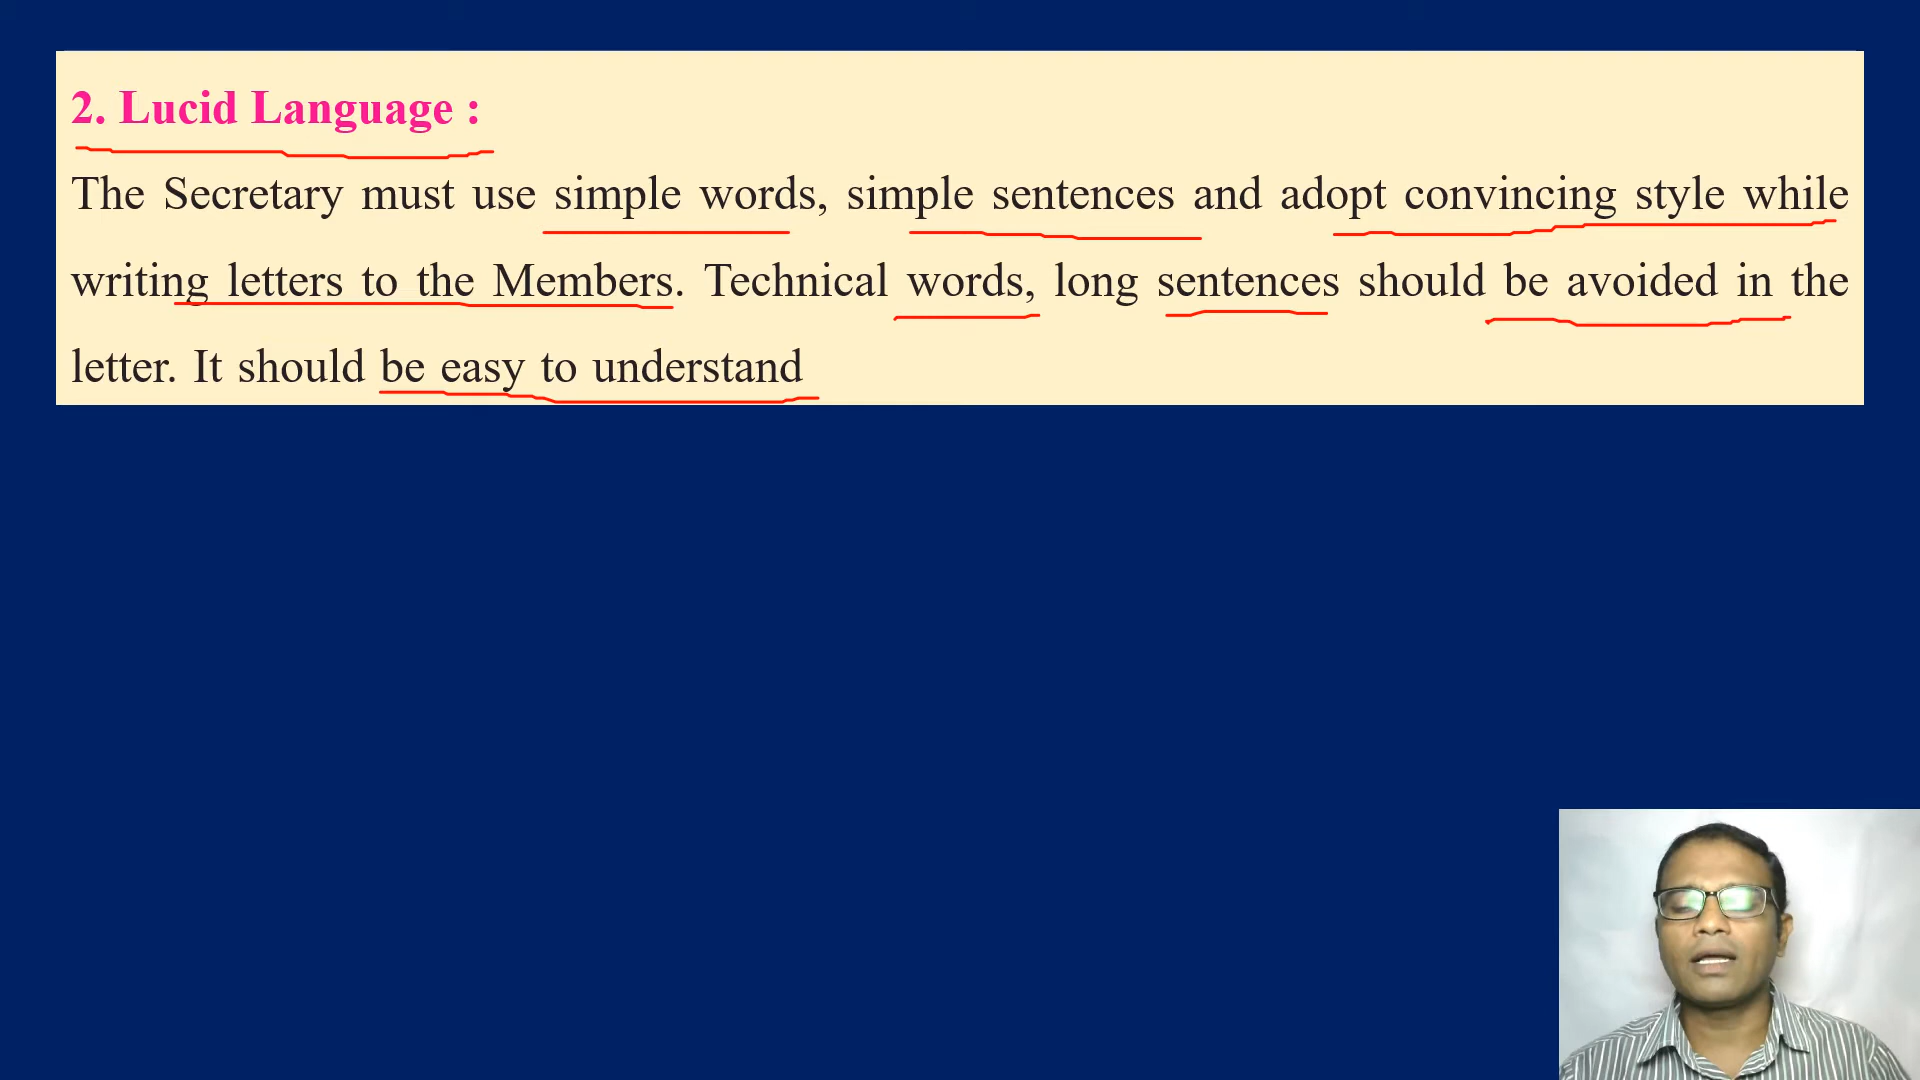 2. Lucid Language :
The Secretary must use simple words, simple sentences and adopt convincing style while
writing letters to the Members. Technical words, long sentences should be avoided in the
letter. It should be easy to understand